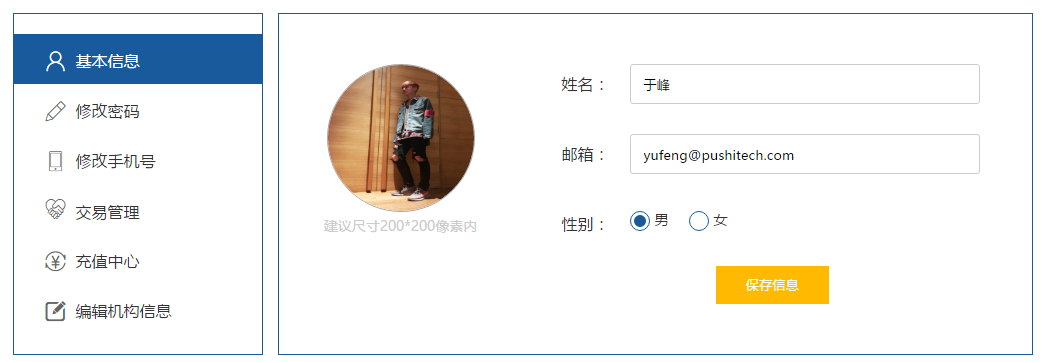 基本信息
修改密码
修改手机号
交易管理
充值中心
编辑机构信息
建议尺寸200*200像素内
姓名： 于峰
邮箱： yufeng@pushitech.com
性别： 男 女
保存信息